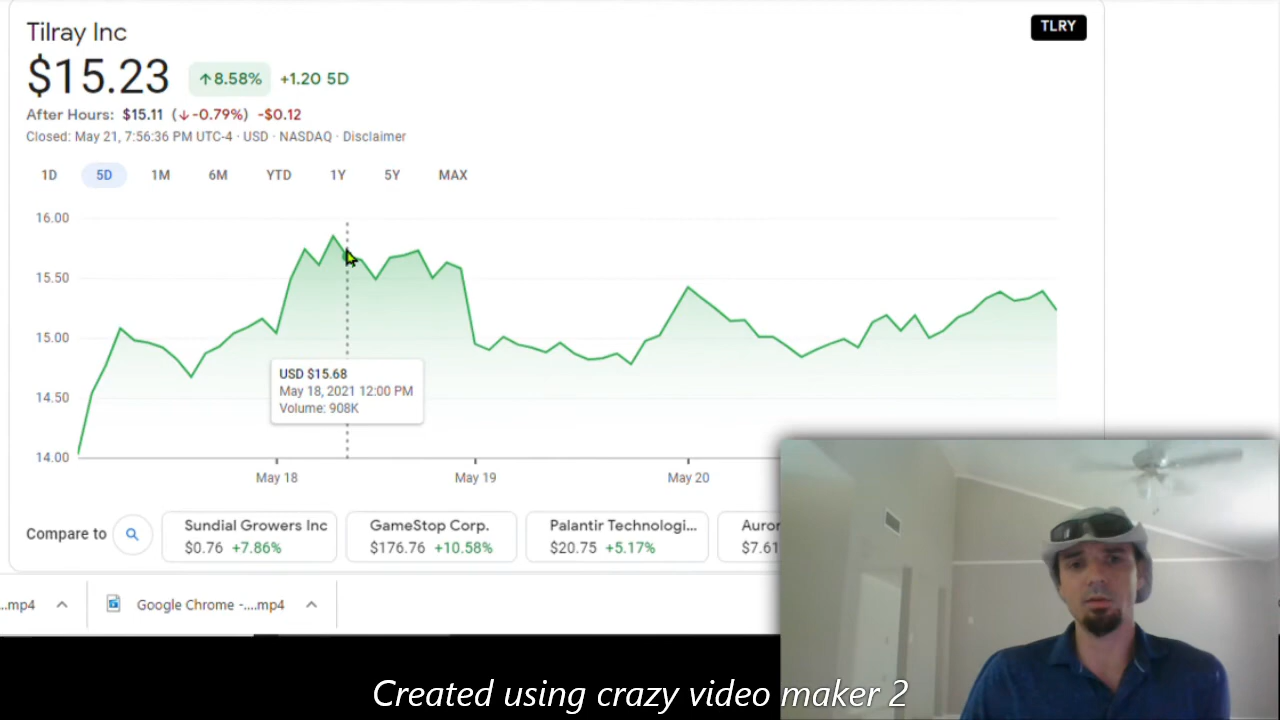 Tilray Inc
TLRY
$15.23 ↑8.58% +1.20 5D
After Hours: $15.11 (↓-0.79%) -$0.12
Closed: May 21, 7:56:36 PM UTC-4 · USD · NASDAQ · Disclaimer
1D 5D 1M 6M YTD 1Y 5Y MAX
16.00
15.50
15.00
14.50
14.00
USD $15.68
May 18, 2021 12:00 PM
Volume: 908K
May 18 May 19 May 20
Compare to
Sundial Growers Inc
$0.76 +7.86%
GameStop Corp.
$176.76 +10.58%
Palantir Technologi...
$20.75 +5.17%
Auror
$7.61
...mp4
Google Chrome -....mp4
Created using crazy video maker 2